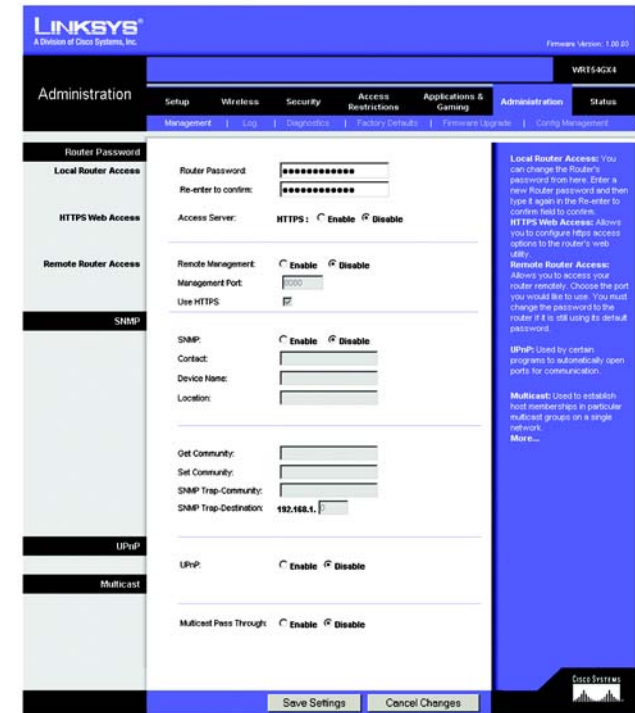 LINKSYS®
A Division of Cisco Systems, Inc.
Firmware Version: 1.00.03
WRT54GX4
Administration
Setup Wireless Security Access Restrictions Applications & Gaming Administration Status
Management | Log | Diagnostics | Factory Defaults | Firmware Upgrade | Config Management
Router Password
Local Router Access
Router Password:
Re-enter to confirm:
HTTPS Web Access
Access Server: HTTPS : Enable Disable
Remote Router Access
Remote Management: Enable Disable
Management Port: 8080
Use HTTPS
SNMP
SNMP: Enable Disable
Contact:
Device Name:
Location:
Get Community:
Set Community:
SNMP Trap-Community:
SNMP Trap-Destination: 192.168.1. 0
UPnP
UPnP: Enable Disable
Multicast
Multicast Pass Through: Enable Disable
Local Router Access: You
can change the Router's
password from here. Enter a
new Router password and then
type it again in the Re-enter to
confirm field to confirm.
HTTPS Web Access: Allows
you to configure https access
options to the router's web
utility.
Remote Router Access:
Allows you to access your
router remotely. Choose the port
you would like to use. You must
change the password to the
router if it is still using its default
password.
UPnP: Used by certain
programs to automatically open
ports for communication.
Multicast: Used to establish
host memberships in particular
multicast groups on a single
network.
More...
Save Settings Cancel Changes
CISCO SYSTEMS